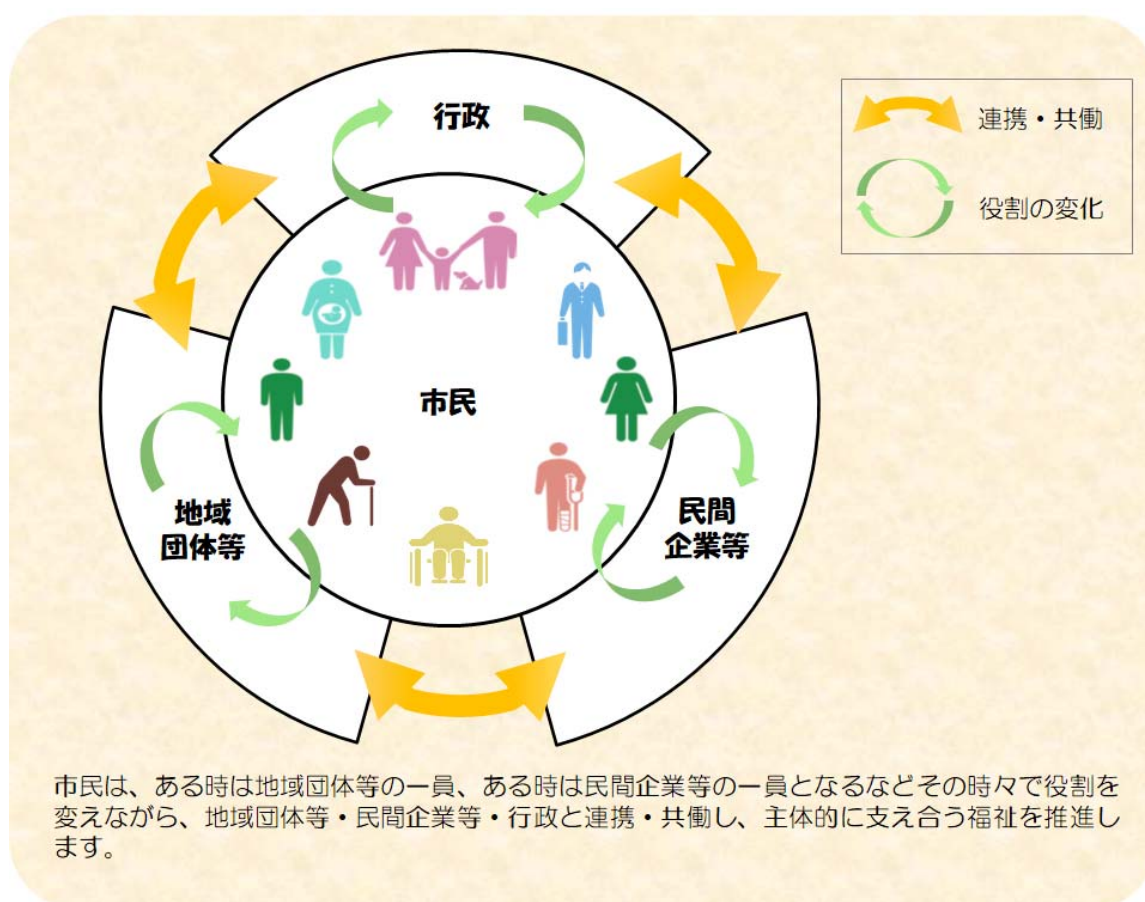 行政
連携・共働
役割の変化
市民
地域
団体等
民間
企業等
市民は、ある時は地域団体等の一員、ある時は民間企業等の一員となるなどその時々で役割を
変えながら、地域団体等・民間企業等・行政と連携・共働し、主体的に支え合う福祉を推進し
ます。